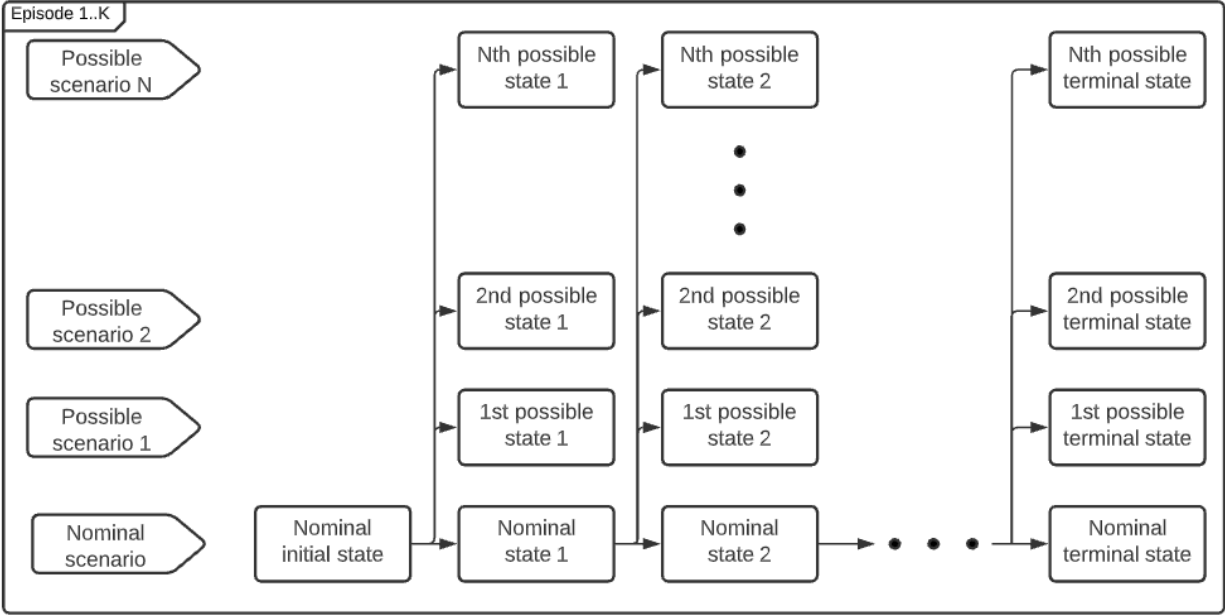 Episode 1..K
Possible
scenario N
Nth possible
state 1
Nth possible
state 2
Nth possible
terminal state
Possible
scenario 2
2nd possible
state 1
2nd possible
state 2
2nd possible
terminal state
Possible
scenario 1
1st possible
state 1
1st possible
state 2
1st possible
terminal state
Nominal
scenario
Nominal
initial state
Nominal
state 1
Nominal
state 2
Nominal
terminal state